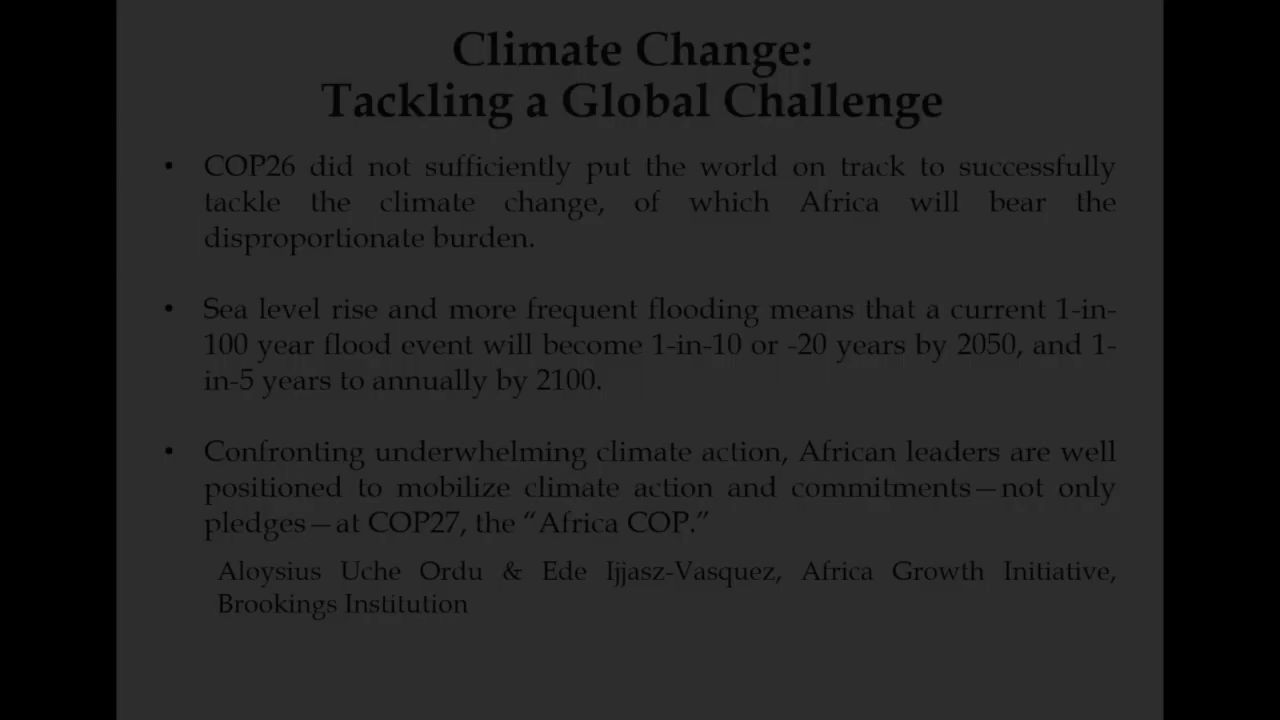 Climate Change:
Tackling a Global Challenge
• COP26 did not sufficiently put the world on track to successfully
tackle the climate change, of which Africa will bear the
disproportionate burden.
• Sea level rise and more frequent flooding means that a current 1-in-
100 year flood event will become 1-in-10 or -20 years by 2050, and 1-
in-5 years to annually by 2100.
• Confronting underwhelming climate action, African leaders are well
positioned to mobilize climate action and commitments—not only
pledges—at COP27, the “Africa COP.”
Aloysius Uche Ordu & Ede Ijjasz-Vasquez, Africa Growth Initiative,
Brookings Institution